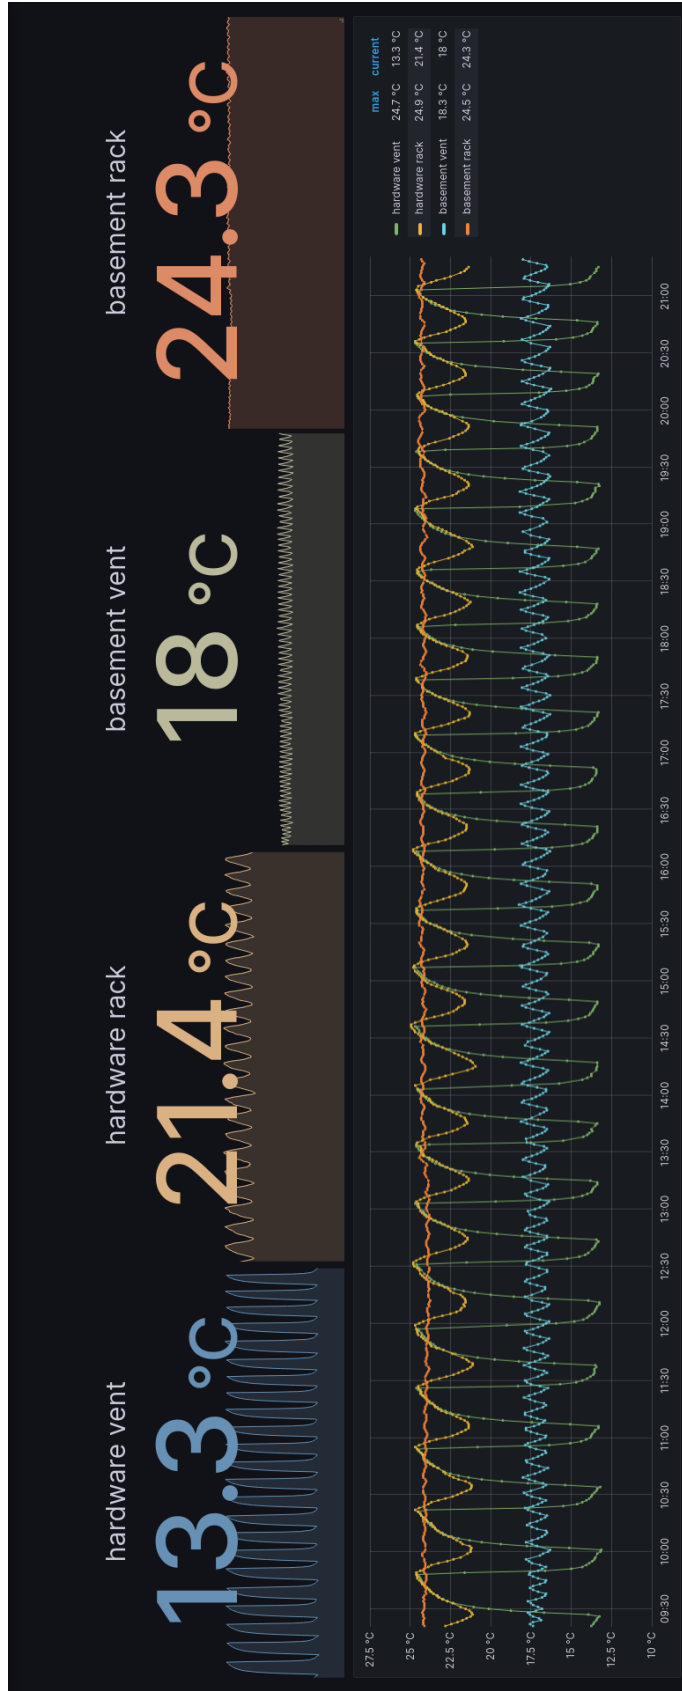 hardware vent
13.3 °C
hardware rack
21.4 °C
basement vent
18 °C
basement rack
24.3 °C
27.5 °C
25 °C
22.5 °C
20 °C
17.5 °C
15 °C
12.5 °C
10 °C
09:30 10:00 10:30 11:00 11:30 12:00 12:30 13:00 13:30 14:00 14:30 15:00 15:30 16:00 16:30 17:00 17:30 18:00 18:30 19:00 19:30 20:00 20:30 21:00
max current
hardware vent 24.7 °C 13.3 °C
hardware rack 24.9 °C 21.4 °C
basement vent 18.3 °C 18 °C
basement rack 24.5 °C 24.3 °C